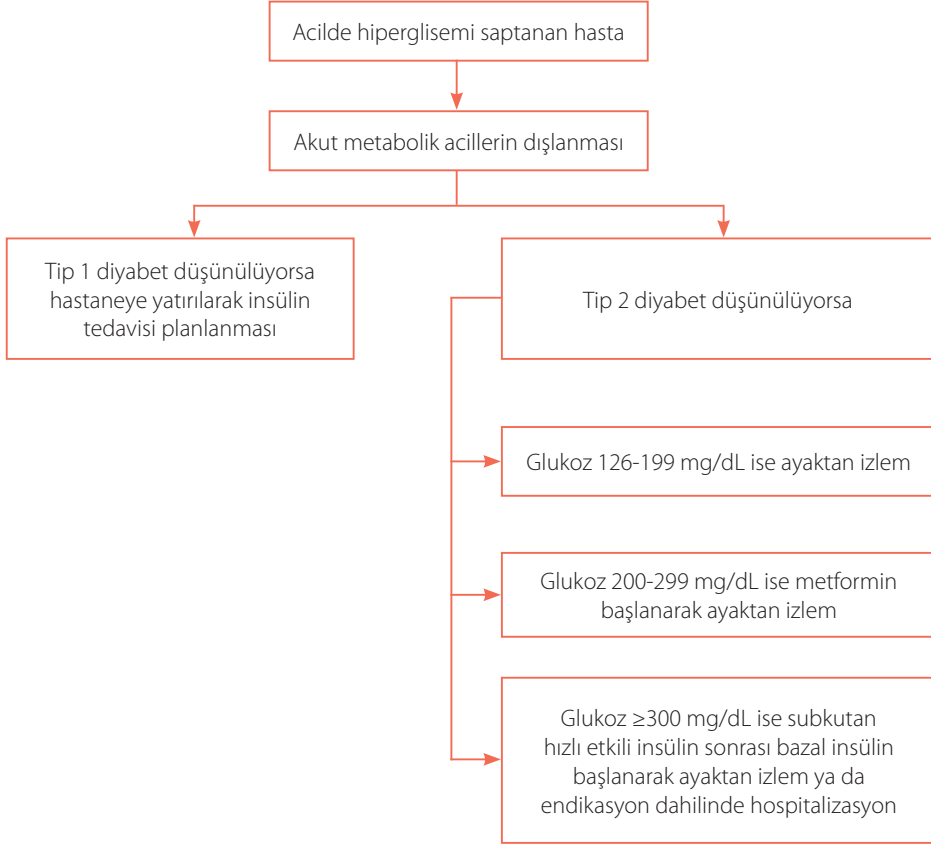 Acilde hiperglisemi saptanan hasta
Akut metabolik acillerin dışlanması
Tip 1 diyabet düşünülüyorsa
hastaneye yatırılarak insülin
tedavisi planlanması
Tip 2 diyabet düşünülüyorsa
Glukoz 126-199 mg/dL ise ayaktan izlem
Glukoz 200-299 mg/dL ise metformin
başlanarak ayaktan izlem
Glukoz ≥300 mg/dL ise subkutan
hızlı etkili insülin sonrası bazal insülin
başlanarak ayaktan izlem ya da
endikasyon dahilinde hospitalizasyon